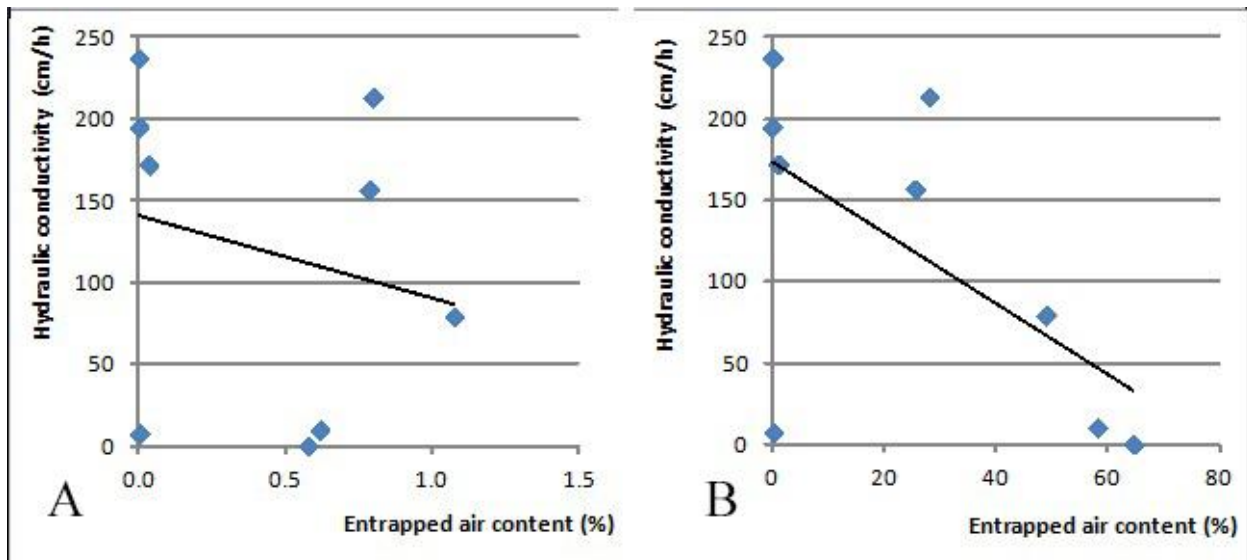 Hydraulic conductivity (cm/h)
250
200
150
100
50
0
0.0 0.5 1.0 1.5
Entrapped air content (%)
A
Hydraulic conductivity (cm/h)
250
200
150
100
50
0
0 20 40 60 80
Entrapped air content (%)
B